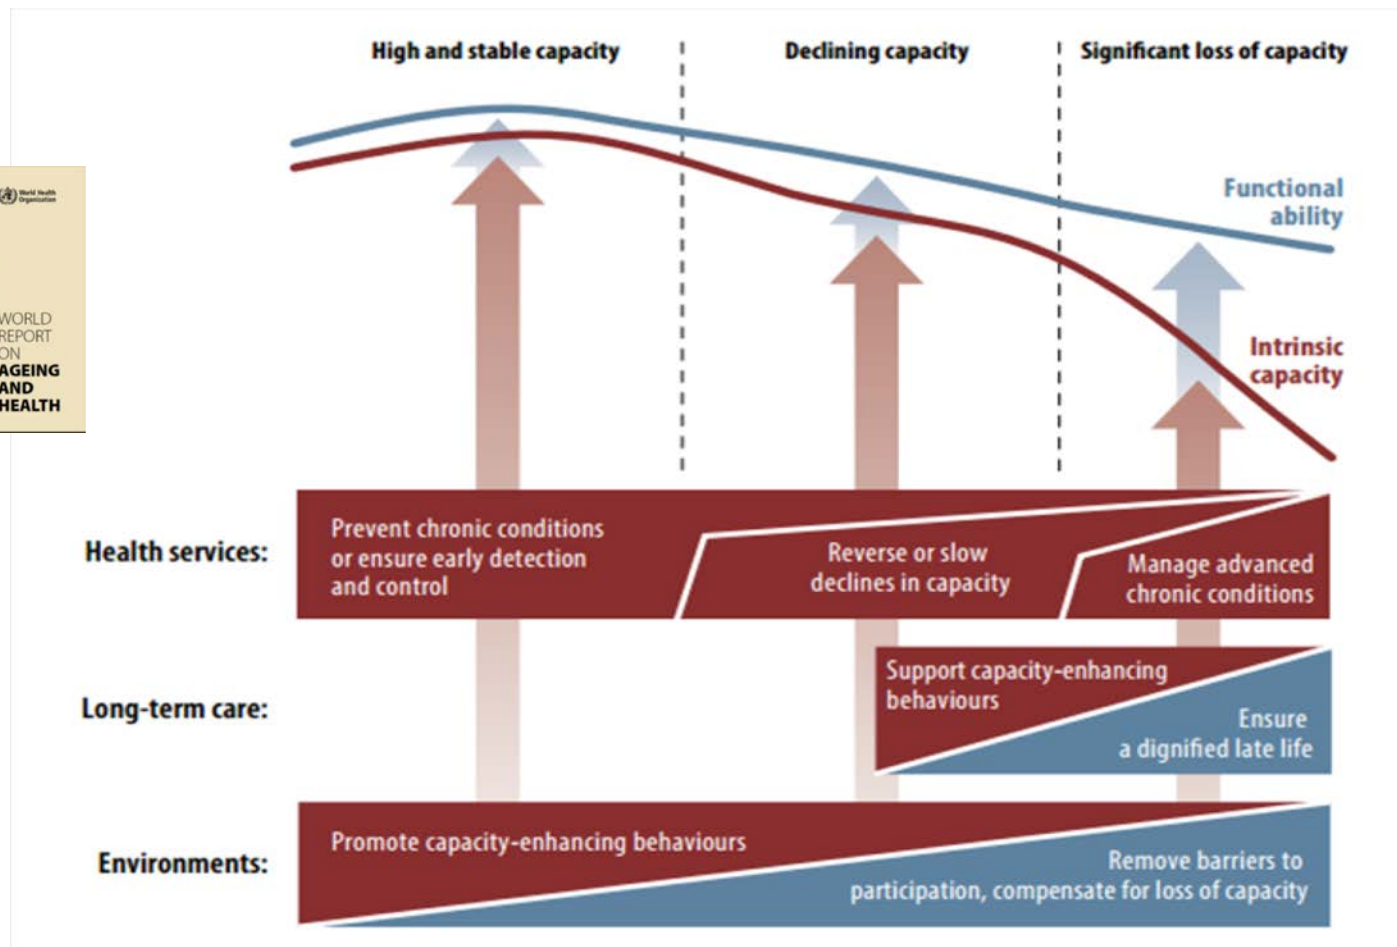 High and stable capacity
Declining capacity
Significant loss of capacity
Functional
ability
World Health
Organization
WORLD
REPORT
ON
AGEING
AND
HEALTH
Intrinsic
capacity
Health services:
Prevent chronic conditions
or ensure early detection
and control
Reverse or slow
declines in capacity
Manage advanced
chronic conditions
Long-term care:
Support capacity-enhancing
behaviours
Ensure
a dignified late life
Environments:
Promote capacity-enhancing behaviours
Remove barriers to
participation, compensate for loss of capacity